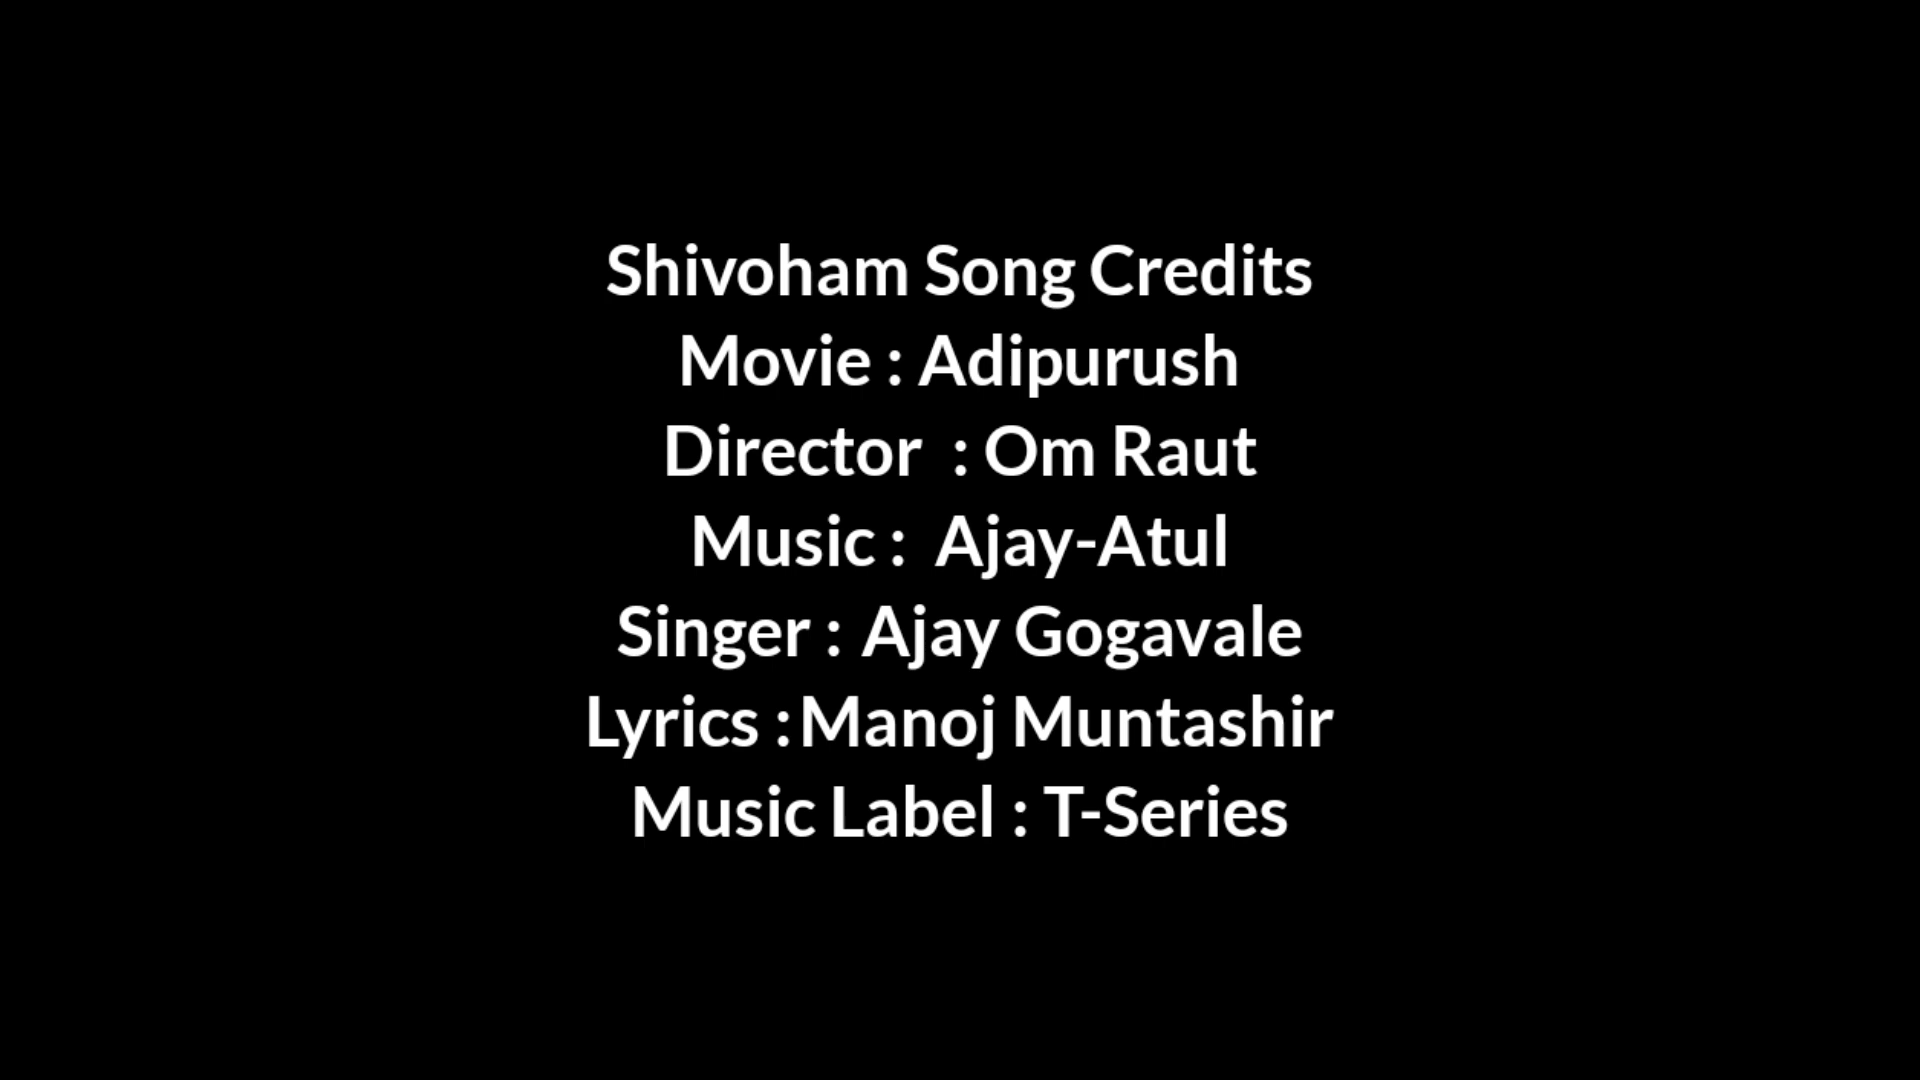 Shivoham Song Credits
Movie : Adipurush
Director  : Om Raut
Music :  Ajay-Atul
Singer : Ajay Gogavale
Lyrics :Manoj Muntashir
Music Label : T-Series